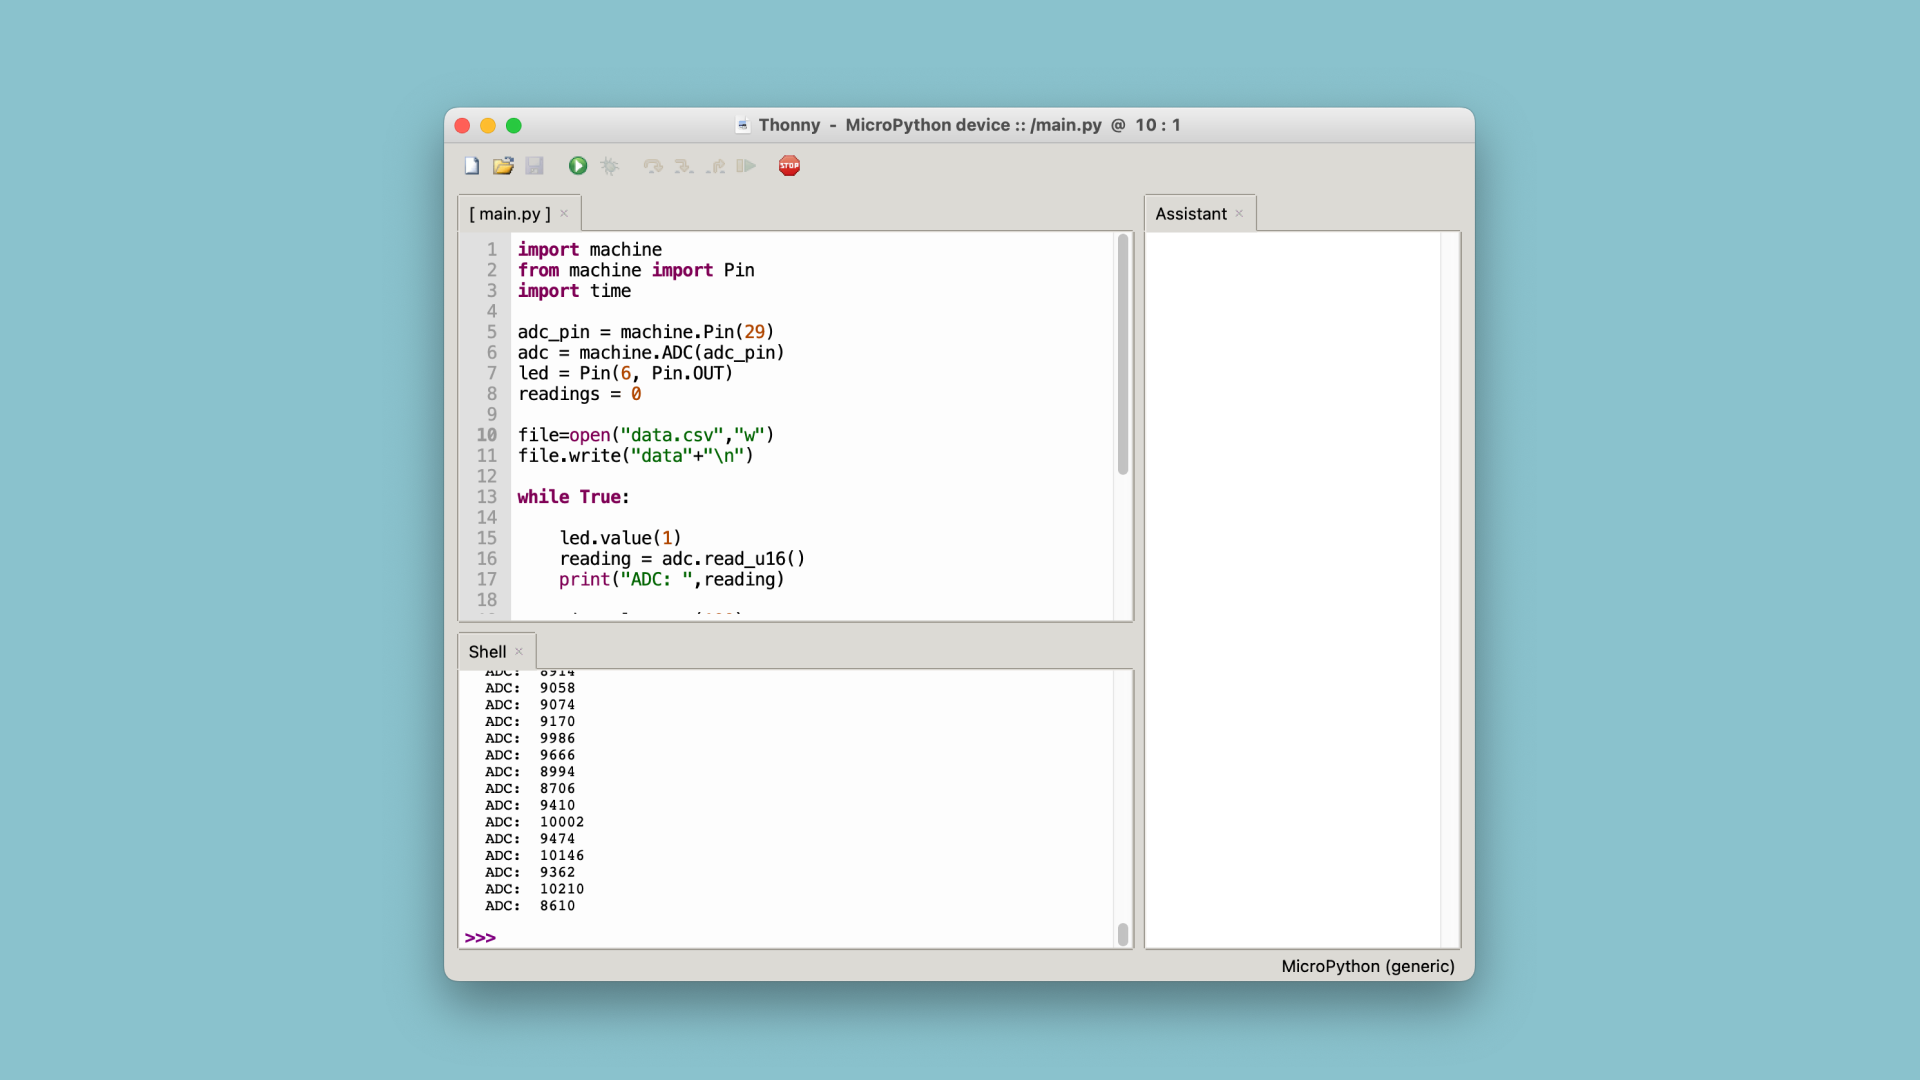 Thonny - MicroPython device :: /main.py @ 10 : 1
STOP
[ main.py ] ×
1 import machine
2 from machine import Pin
3 import time
4
5 adc_pin = machine.Pin(29)
6 adc = machine.ADC(adc_pin)
7 led = Pin(6, Pin.OUT)
8 readings = 0
9
10 file=open("data.csv","w")
11 file.write("data"+"\n")
12
13 while True:
14
15     led.value(1)
16     reading = adc.read_u16()
17     print("ADC: ",reading)
18
Shell ×
ADC:  8914
ADC:  9058
ADC:  9074
ADC:  9170
ADC:  9986
ADC:  9666
ADC:  8994
ADC:  8706
ADC:  9410
ADC:  10002
ADC:  9474
ADC:  10146
ADC:  9362
ADC:  10210
ADC:  8610
>>>
Assistant ×
MicroPython (generic)